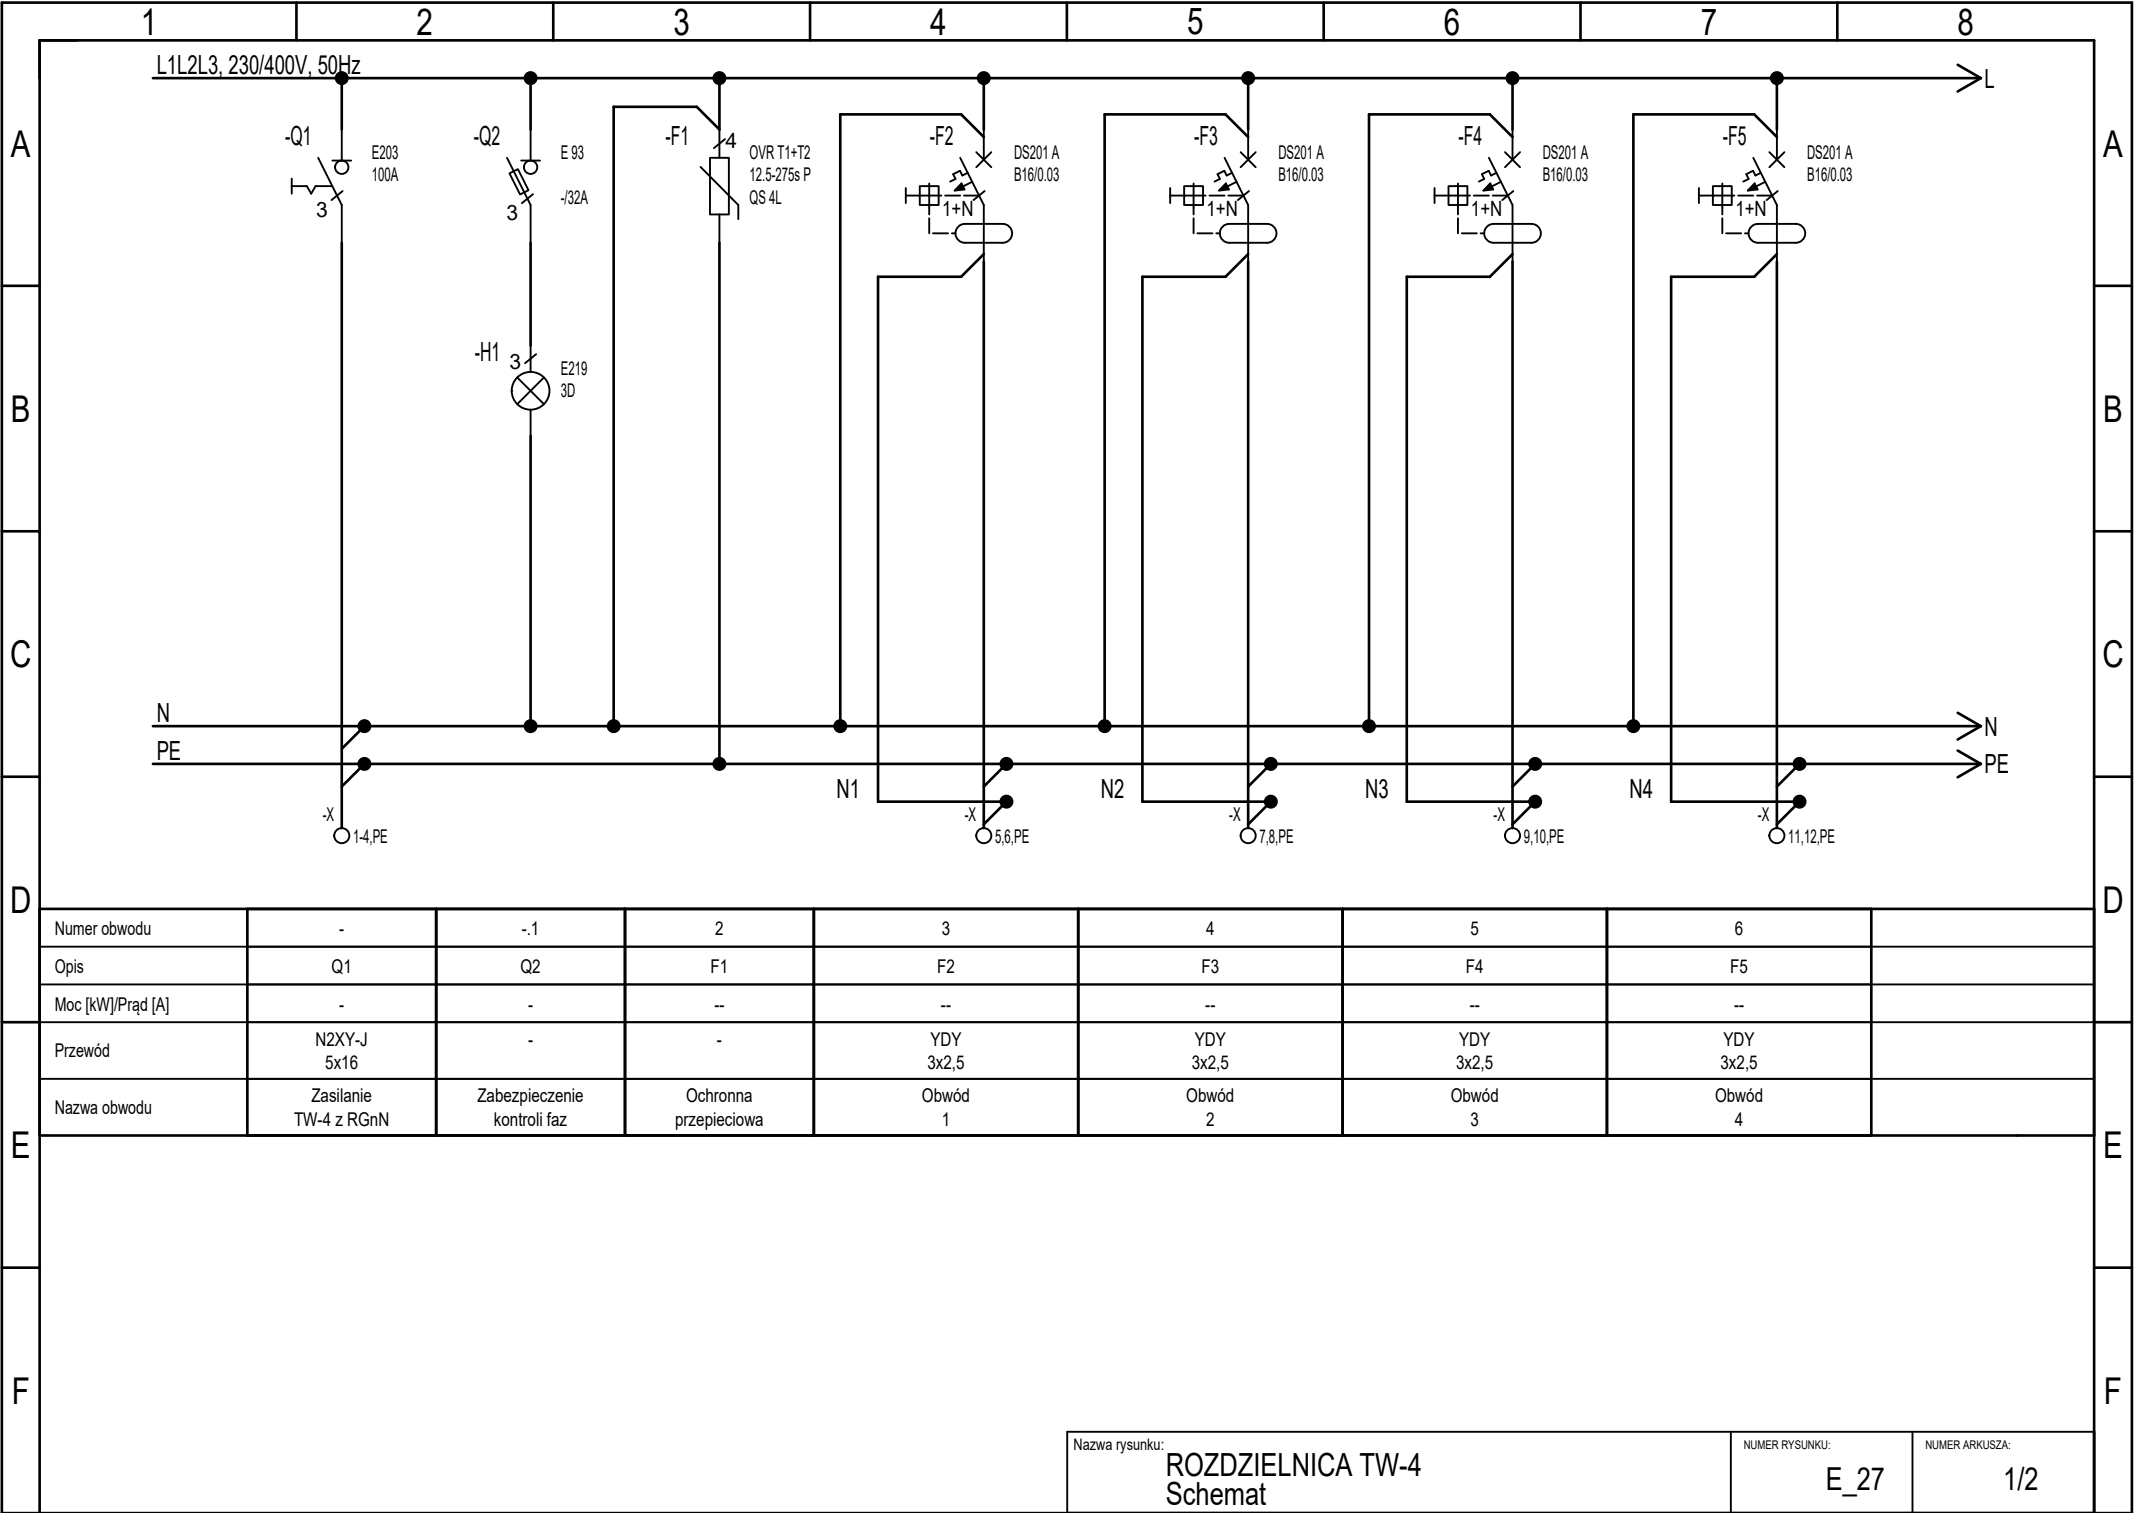 1 2 3 4 5 6 7 8
L1L2L3, 230/400V, 50Hz
L
A A
-Q1 E203
100A
3
-Q2 E 93
-/32A
3
-F1 4 OVR T1+T2
12.5-275s P
QS 4L
-F2 DS201 A
B16/0.03
1+N
-F3 DS201 A
B16/0.03
1+N
-F4 DS201 A
B16/0.03
1+N
-F5 DS201 A
B16/0.03
1+N
-H1 3 E219
3D
B B
C C
N N
PE PE
N1 N2 N3 N4
-X -X -X -X -X
1-4,PE 5,6,PE 7,8,PE 9,10,PE 11,12,PE
D D
Numer obwodu - -.1 2 3 4 5 6
Opis Q1 Q2 F1 F2 F3 F4 F5
Moc [kW]/Prąd [A] - - -- -- -- -- --
Przewód N2XY-J - - YDY YDY YDY YDY
5x16 3x2,5 3x2,5 3x2,5 3x2,5
Nazwa obwodu Zasilanie Zabezpieczenie Ochronna Obwód Obwód Obwód Obwód
TW-4 z RGnN kontroli faz przepieciowa 1 2 3 4
E E
F F
Nazwa rysunku: NUMER RYSUNKU: NUMER ARKUSZA:
ROZDZIELNICA TW-4
Schemat
E_27 1/2